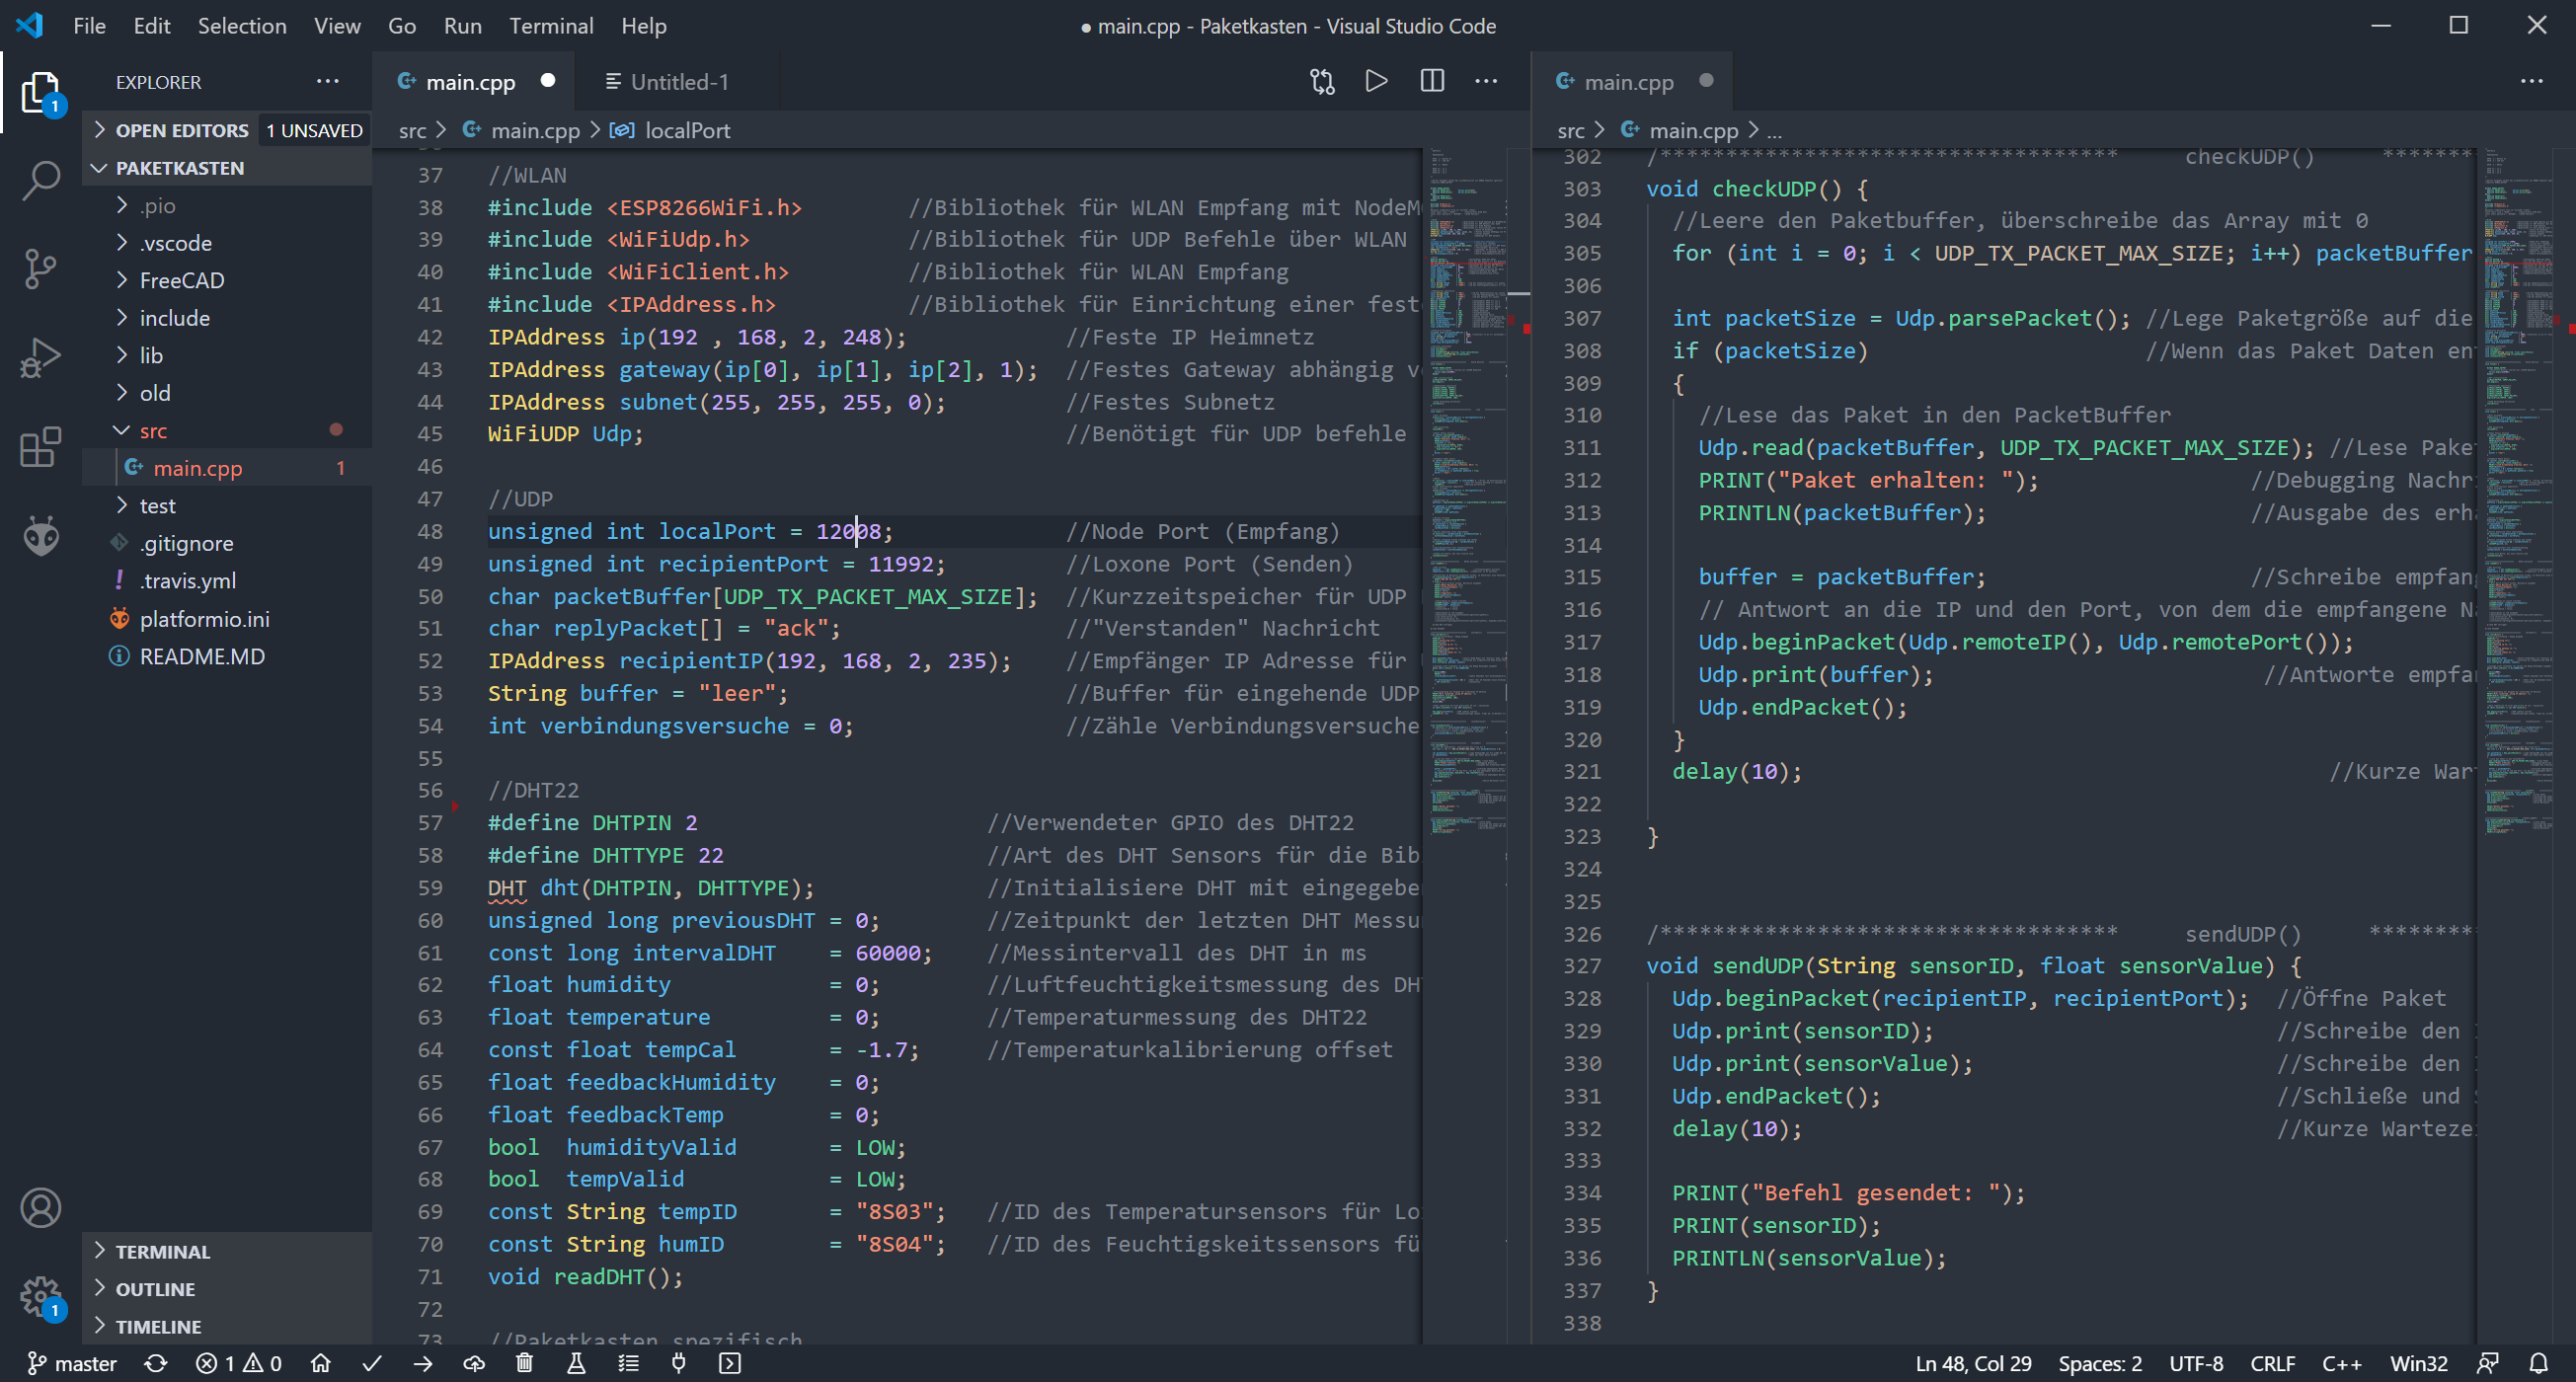 File Edit Selection View Go Run Terminal Help
● main.cpp - Paketkasten - Visual Studio Code
EXPLORER
OPEN EDITORS 1 UNSAVED
PAKETKASTEN
.pio
.vscode
FreeCAD
include
lib
old
src
main.cpp 1
test
.gitignore
.travis.yml
platformio.ini
README.MD
TERMINAL
OUTLINE
TIMELINE
main.cpp Untitled-1
src > main.cpp > localPort
37 //WLAN
38 #include <ESP8266WiFi.h> //Bibliothek für WLAN Empfang mit NodeM
39 #include <WiFiUdp.h> //Bibliothek für UDP Befehle über WLAN
40 #include <WiFiClient.h> //Bibliothek für WLAN Empfang
41 #include <IPAddress.h> //Bibliothek für Einrichtung einer fest
42 IPAddress ip(192 , 168, 2, 248); //Feste IP Heimnetz
43 IPAddress gateway(ip[0], ip[1], ip[2], 1); //Festes Gateway abhängig v
44 IPAddress subnet(255, 255, 255, 0); //Festes Subnetz
45 WiFiUDP Udp; //Benötigt für UDP befehle
46
47 //UDP
48 unsigned int localPort = 12008; //Node Port (Empfang)
49 unsigned int recipientPort = 11992; //Loxone Port (Senden)
50 char packetBuffer[UDP_TX_PACKET_MAX_SIZE]; //Kurzzeitspeicher für UDP
51 char replyPacket[] = "ack"; //"Verstanden" Nachricht
52 IPAddress recipientIP(192, 168, 2, 235); //Empfänger IP Adresse für
53 String buffer = "leer"; //Buffer für eingehende UDP
54 int verbindungsversuche = 0; //Zähle Verbindungsversuche
55
56 //DHT22
57 #define DHTPIN 2 //Verwendeter GPIO des DHT22
58 #define DHTTYPE 22 //Art des DHT Sensors für die Bib
59 DHT dht(DHTPIN, DHTTYPE); //Initialisiere DHT mit eingegebe
60 unsigned long previousDHT = 0; //Zeitpunkt der letzten DHT Messu
61 const long intervalDHT = 60000; //Messintervall des DHT in ms
62 float humidity = 0; //Luftfeuchtigkeitsmessung des DH
63 float temperature = 0; //Temperaturmessung des DHT22
64 const float tempCal = -1.7; //Temperaturkalibrierung offset
65 float feedbackHumidity = 0;
66 float feedbackTemp = 0;
67 bool humidityValid = LOW;
68 bool tempValid = LOW;
69 const String tempID = "8S03"; //ID des Temperatursensors für Lo
70 const String humID = "8S04"; //ID des Feuchtigskeitssensors fü
71 void readDHT();
72
73 //Paketkasten spezifisch
main.cpp
src > main.cpp > ...
302 /*********************************** checkUDP() ********
303 void checkUDP() {
304 //Leere den Paketbuffer, überschreibe das Array mit 0
305 for (int i = 0; i < UDP_TX_PACKET_MAX_SIZE; i++) packetBuffer
306
307 int packetSize = Udp.parsePacket(); //Lege Paketgröße auf die
308 if (packetSize) //Wenn das Paket Daten en
309 {
310 //Lese das Paket in den PacketBuffer
311 Udp.read(packetBuffer, UDP_TX_PACKET_MAX_SIZE); //Lese Pake
312 PRINT("Paket erhalten: "); //Debugging Nachri
313 PRINTLN(packetBuffer); //Ausgabe des erh
314
315 buffer = packetBuffer; //Schreibe empfan
316 // Antwort an die IP und den Port, von dem die empfangene N
317 Udp.beginPacket(Udp.remoteIP(), Udp.remotePort());
318 Udp.print(buffer); //Antworte empfa
319 Udp.endPacket();
320 }
321 delay(10); //Kurze War
322
323 }
324
325
326 /*********************************** sendUDP() *********
327 void sendUDP(String sensorID, float sensorValue) {
328 Udp.beginPacket(recipientIP, recipientPort); //Öffne Paket
329 Udp.print(sensorID); //Schreibe den
330 Udp.print(sensorValue); //Schreibe den
331 Udp.endPacket(); //Schließe und
332 delay(10); //Kurze Warteze
333
334 PRINT("Befehl gesendet: ");
335 PRINT(sensorID);
336 PRINTLN(sensorValue);
337 }
338
master 1 0 Ln 48, Col 29 Spaces: 2 UTF-8 CRLF C++ Win32